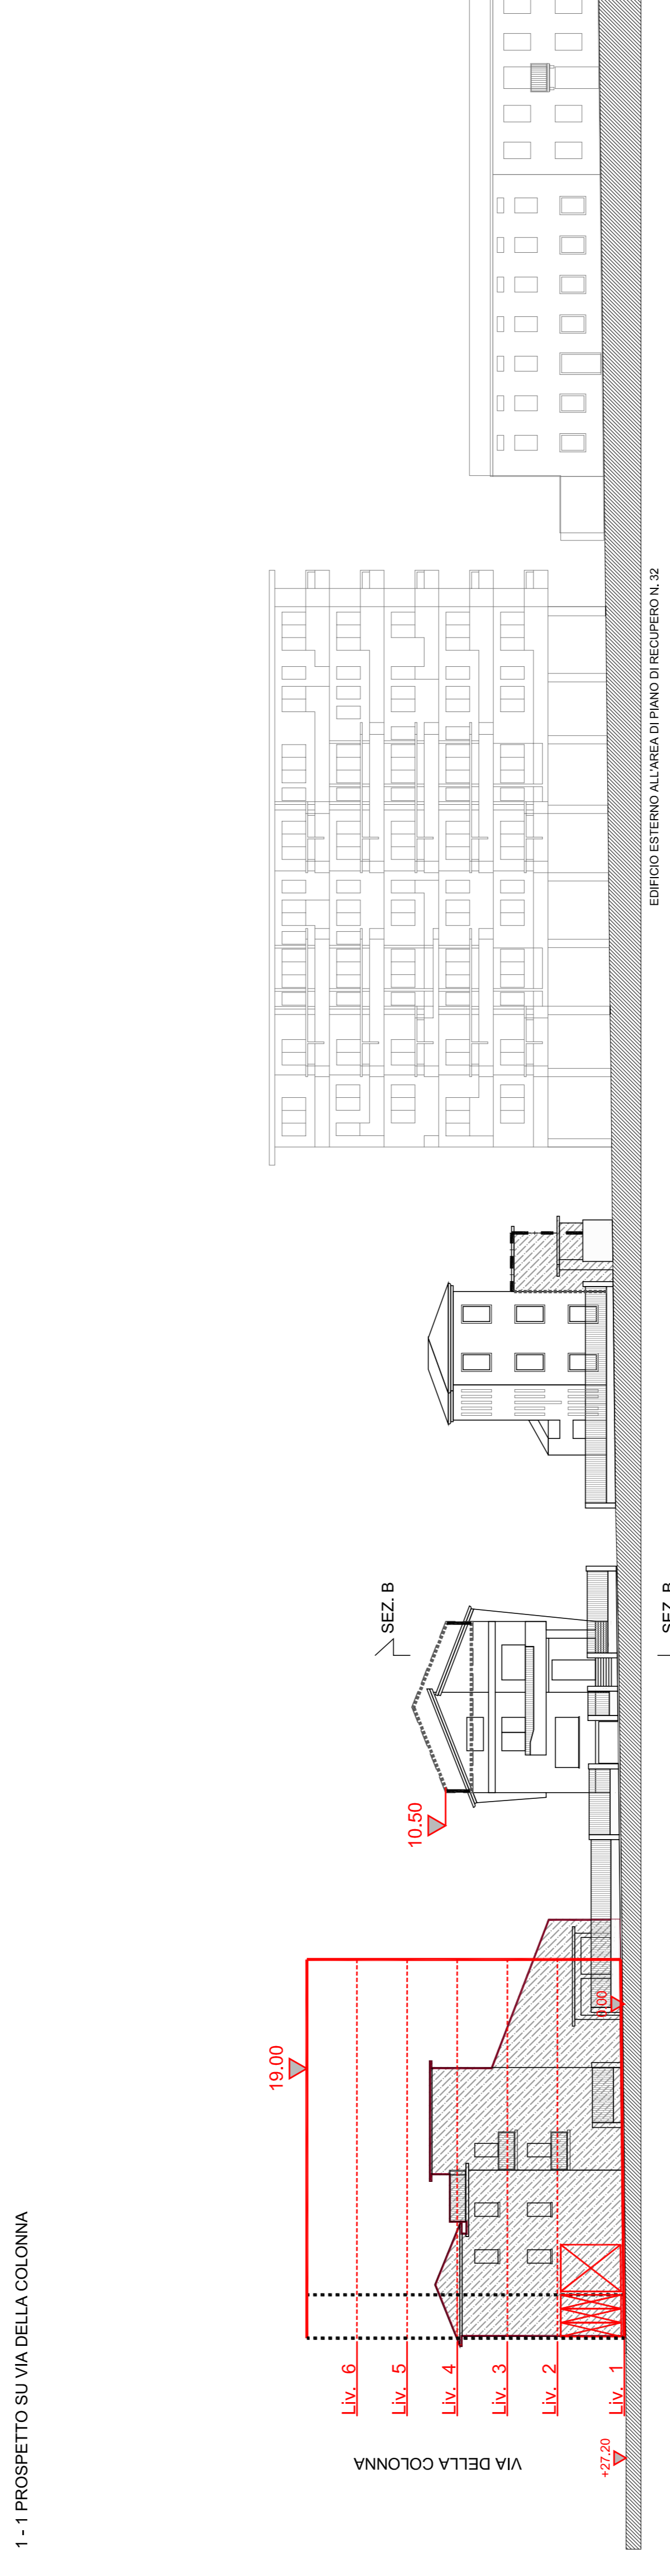 1 - 1 PROSPETTO SU VIA DELLA COLONNA
VIA DELLA COLONNA
+27.20
Liv. 6
Liv. 5
Liv. 4
Liv. 3
Liv. 2
Liv. 1
19.00
0.00
10.50
SEZ. B
SEZ. B
EDIFICIO ESTERNO ALL'AREA DI PIANO DI RECUPERO N. 32